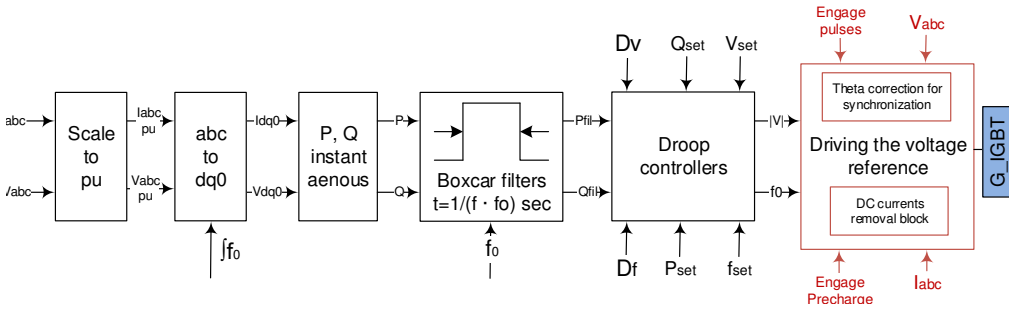 abc
Vabc
Scale
to
pu
Iabc
pu
Vabc
pu
abc
to
dq0
∫f0
Idq0
Vdq0
P, Q
instant
aenous
P
Q
Boxcar filters
t=1/(f · fo) sec
f0
Pfil
Qfil
Dv
Qset
Vset
Droop
controllers
Df
Pset
fset
|V|
f0
Engage
pulses
Vabc
Theta correction for
synchronization
Driving the voltage
reference
DC currents
removal block
Engage
Precharge
Iabc
G_IGBT